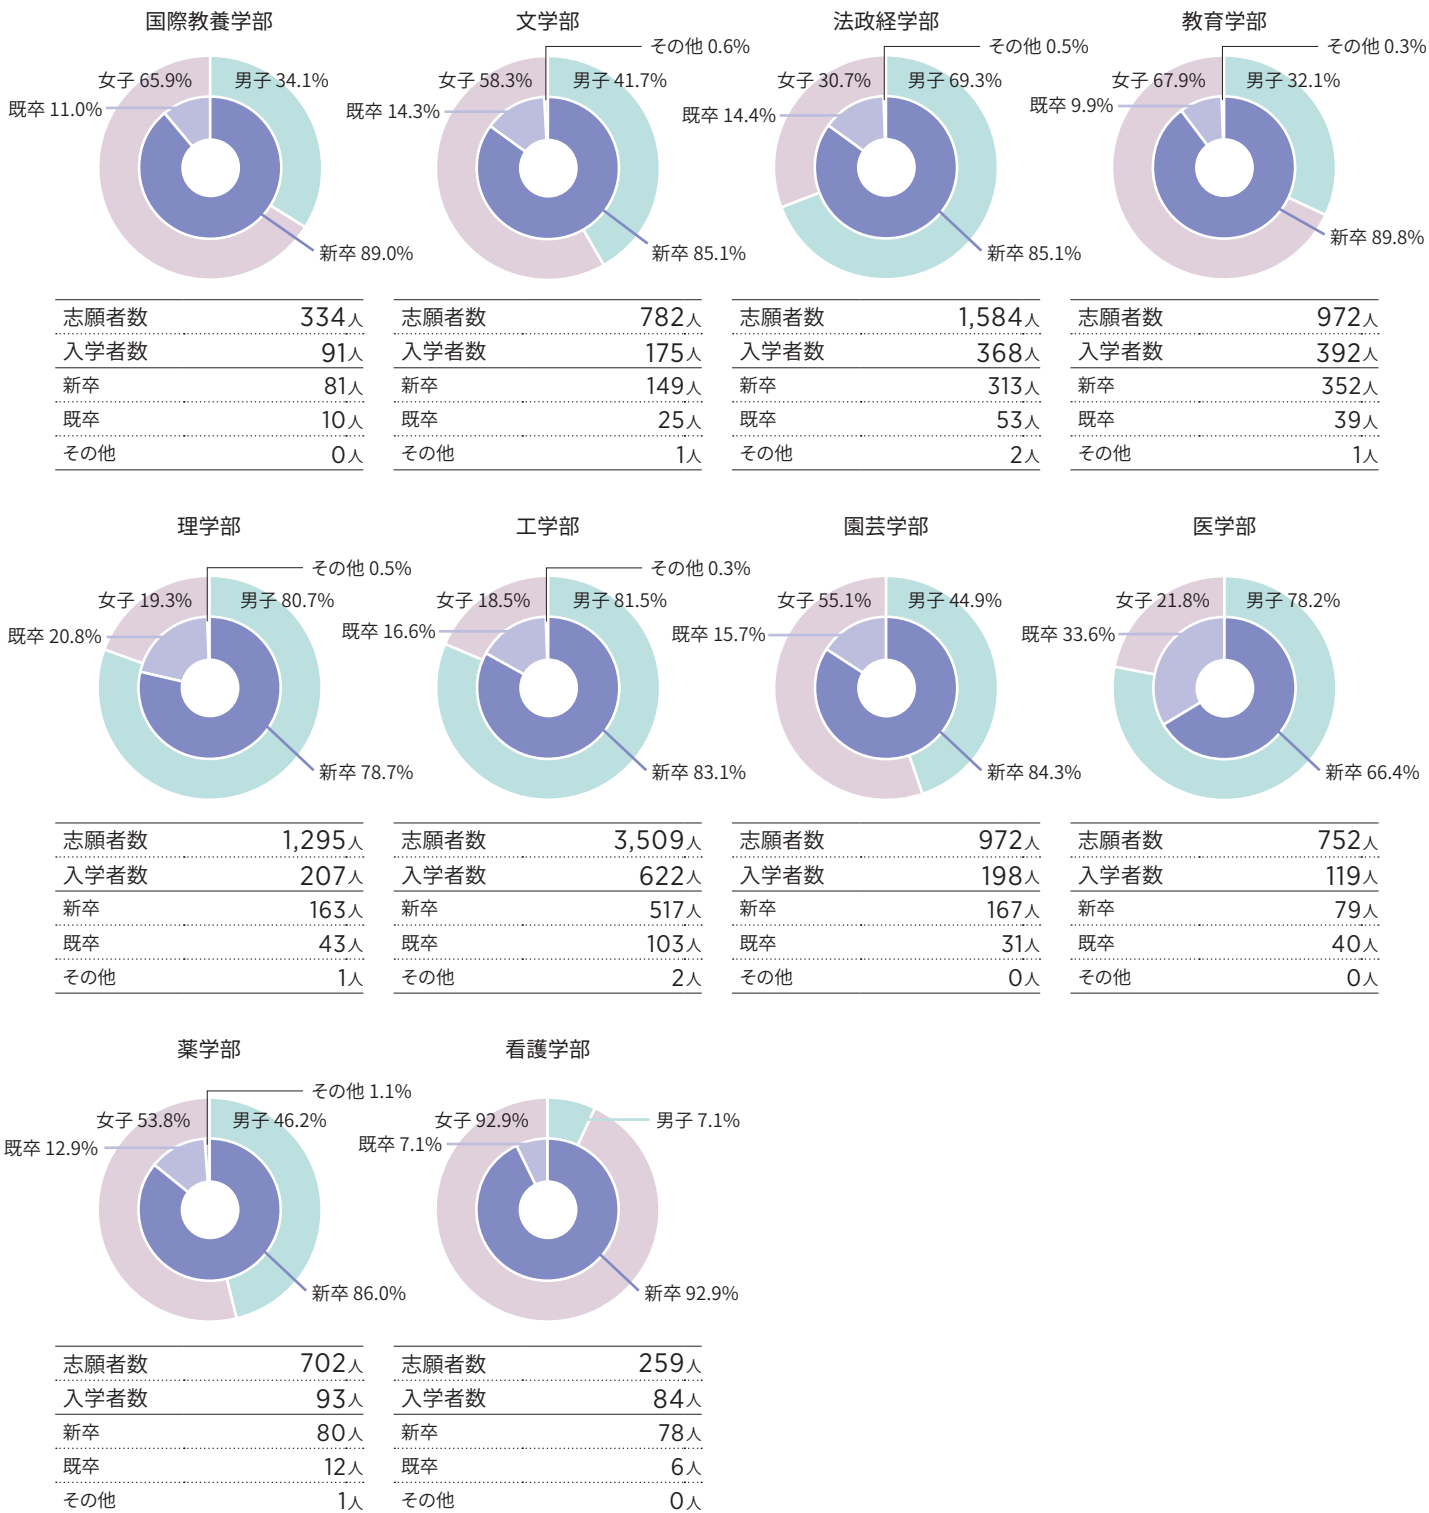 国際教養学部
女子 65.9%
男子 34.1%
既卒 11.0%
新卒 89.0%
志願者数 334人
入学者数 91人
新卒 81人
既卒 10人
その他 0人
文学部
その他 0.6%
女子 58.3%
男子 41.7%
既卒 14.3%
新卒 85.1%
志願者数 782人
入学者数 175人
新卒 149人
既卒 25人
その他 1人
法政経学部
その他 0.5%
女子 30.7%
男子 69.3%
既卒 14.4%
新卒 85.1%
志願者数 1,584人
入学者数 368人
新卒 313人
既卒 53人
その他 2人
教育学部
その他 0.3%
女子 67.9%
男子 32.1%
既卒 9.9%
新卒 89.8%
志願者数 972人
入学者数 392人
新卒 352人
既卒 39人
その他 1人
理学部
その他 0.5%
女子 19.3%
男子 80.7%
既卒 20.8%
新卒 78.7%
志願者数 1,295人
入学者数 207人
新卒 163人
既卒 43人
その他 1人
工学部
その他 0.3%
女子 18.5%
男子 81.5%
既卒 16.6%
新卒 83.1%
志願者数 3,509人
入学者数 622人
新卒 517人
既卒 103人
その他 2人
園芸学部
女子 55.1%
男子 44.9%
既卒 15.7%
新卒 84.3%
志願者数 972人
入学者数 198人
新卒 167人
既卒 31人
その他 0人
医学部
女子 21.8%
男子 78.2%
既卒 33.6%
新卒 66.4%
志願者数 752人
入学者数 119人
新卒 79人
既卒 40人
その他 0人
薬学部
その他 1.1%
女子 53.8%
男子 46.2%
既卒 12.9%
新卒 86.0%
志願者数 702人
入学者数 93人
新卒 80人
既卒 12人
その他 1人
看護学部
女子 92.9%
男子 7.1%
既卒 7.1%
新卒 92.9%
志願者数 259人
入学者数 84人
新卒 78人
既卒 6人
その他 0人